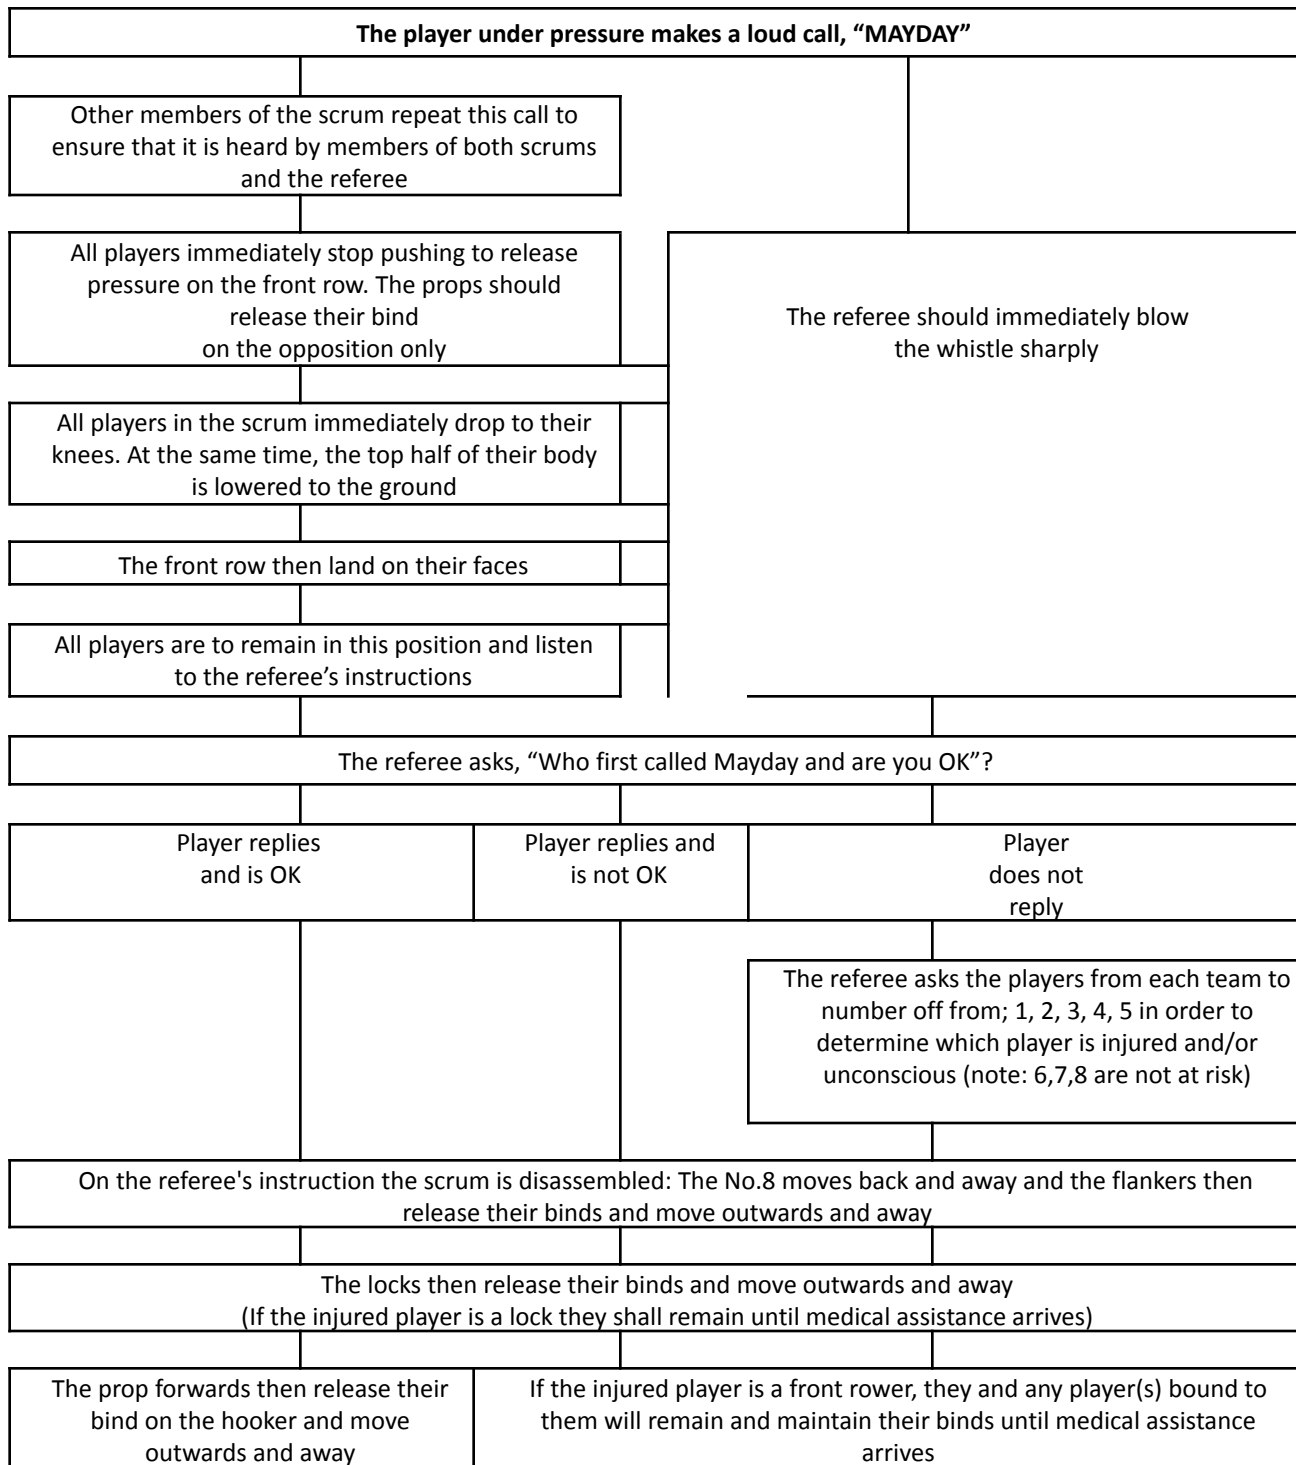 The player under pressure makes a loud call, “MAYDAY”
Other members of the scrum repeat this call to
ensure that it is heard by members of both scrums
and the referee
All players immediately stop pushing to release
pressure on the front row. The props should
release their bind
on the opposition only
The referee should immediately blow
the whistle sharply
All players in the scrum immediately drop to their
knees. At the same time, the top half of their body
is lowered to the ground
The front row then land on their faces
All players are to remain in this position and listen
to the referee’s instructions
The referee asks, “Who first called Mayday and are you OK”?
Player replies
and is OK
Player replies and
is not OK
Player
does not
reply
The referee asks the players from each team to
number off from; 1, 2, 3, 4, 5 in order to
determine which player is injured and/or
unconscious (note: 6,7,8 are not at risk)
On the referee's instruction the scrum is disassembled: The No.8 moves back and away and the flankers then
release their binds and move outwards and away
The locks then release their binds and move outwards and away
(If the injured player is a lock they shall remain until medical assistance arrives)
The prop forwards then release their
bind on the hooker and move
outwards and away
If the injured player is a front rower, they and any player(s) bound to
them will remain and maintain their binds until medical assistance
arrives